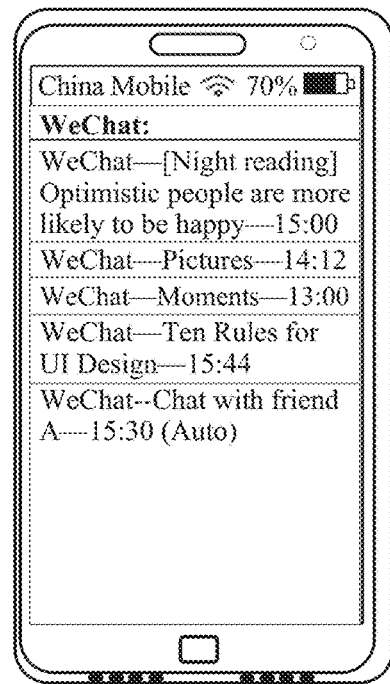 China Mobile 70%
WeChat:
WeChat—[Night reading]
Optimistic people are more
likely to be happy----15:00
WeChat—Pictures—14:12
WeChat—Moments—13:00
WeChat—Ten Rules for
UI Design—15:44
WeChat--Chat with friend
A----15:30 (Auto)